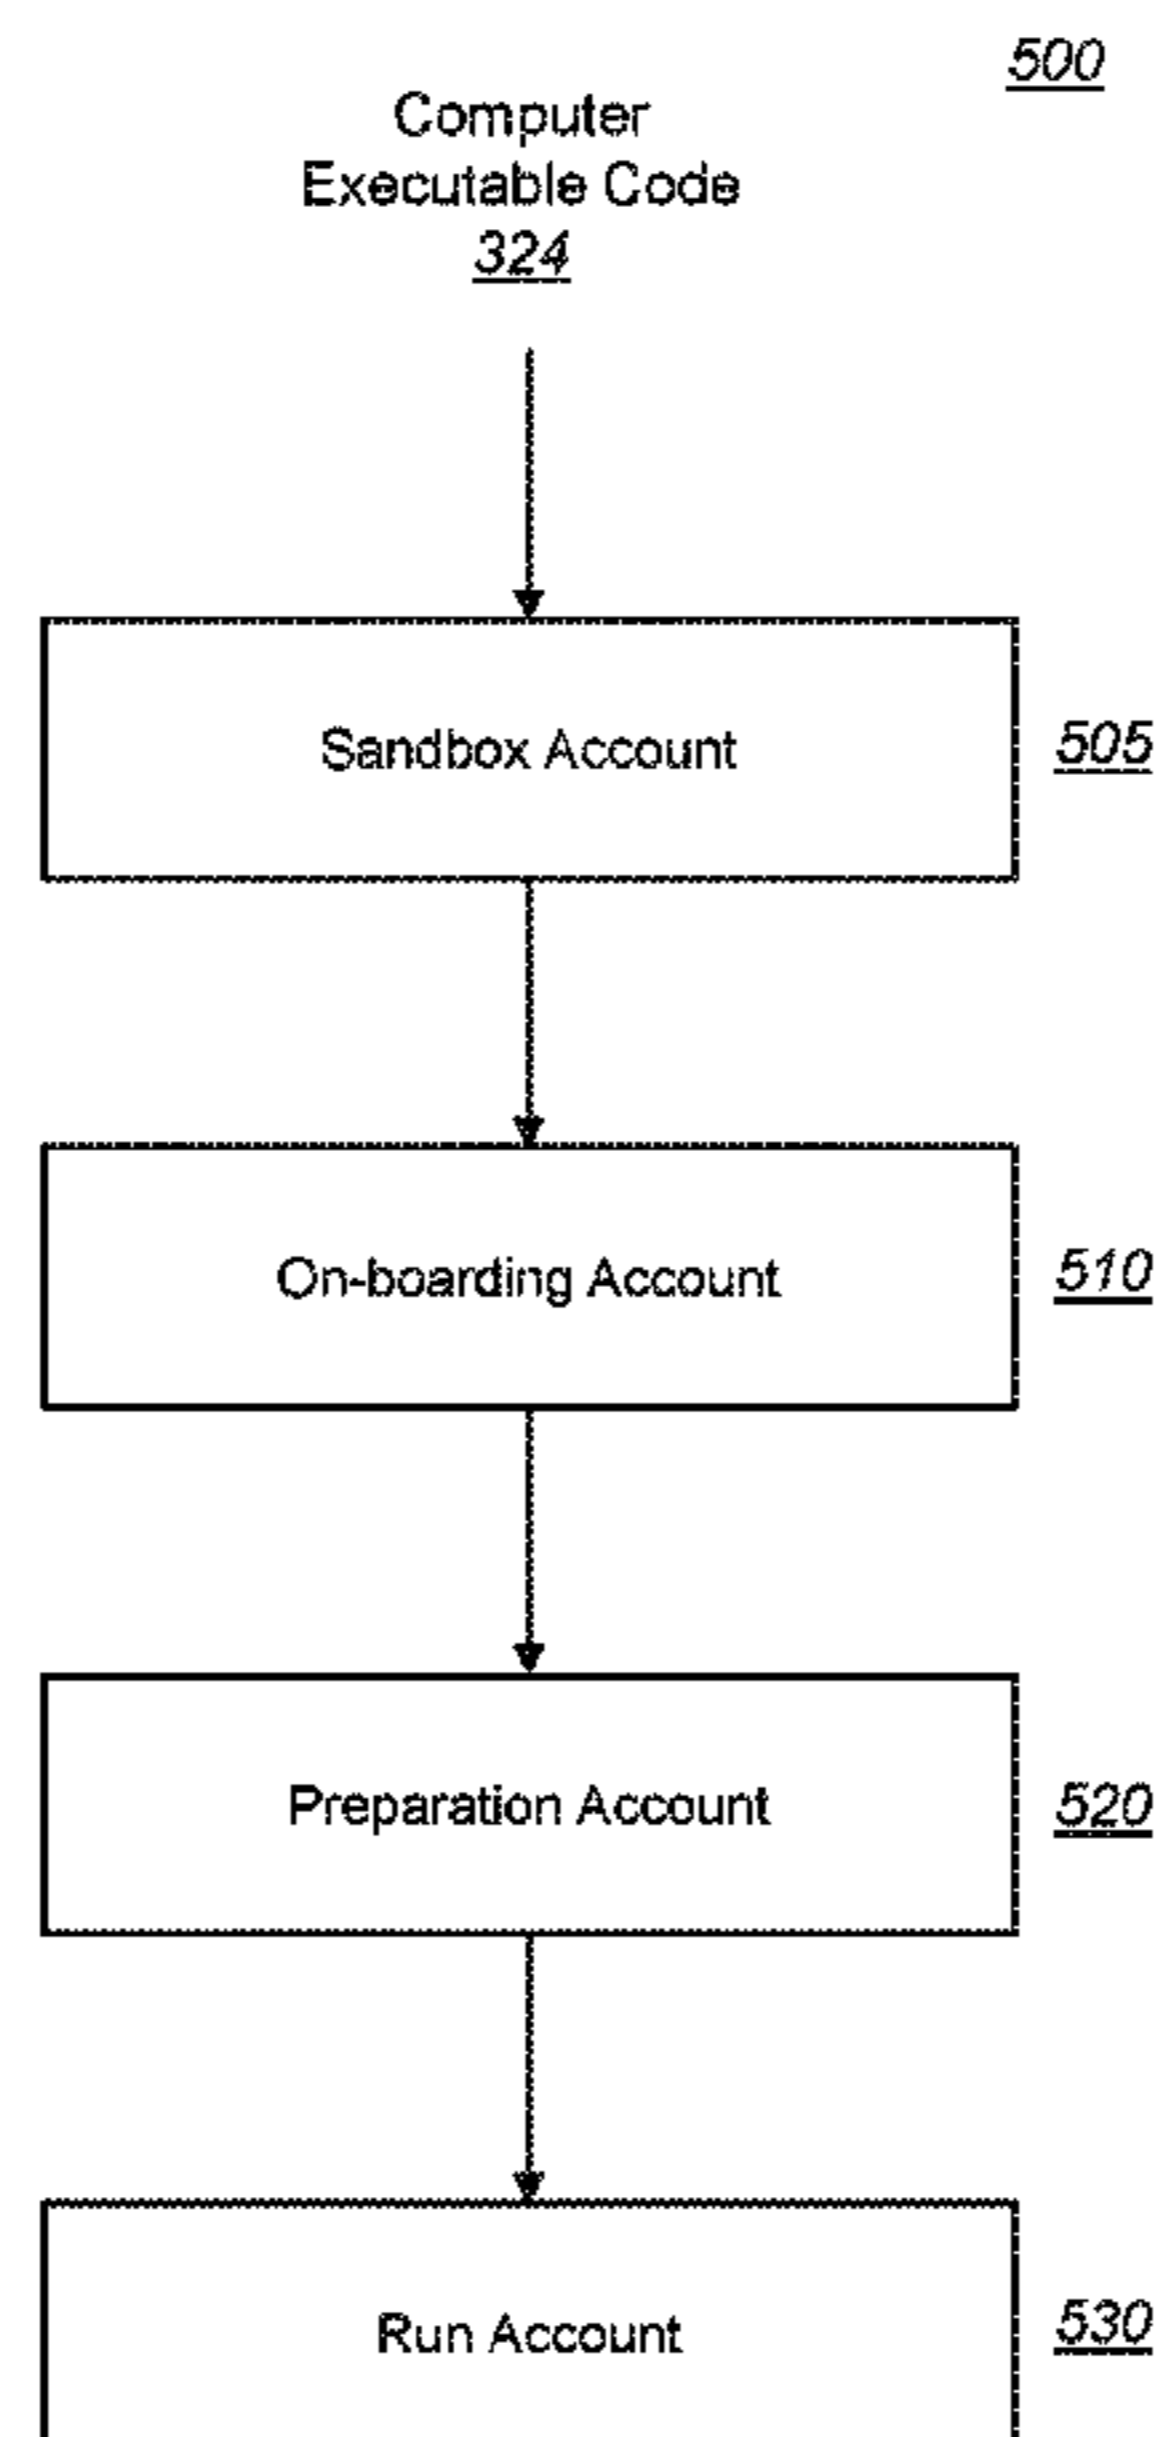 500
Computer
Executable Code
324
Sandbox Account
505
On-boarding Account
510
Preparation Account
520
Run Account
530